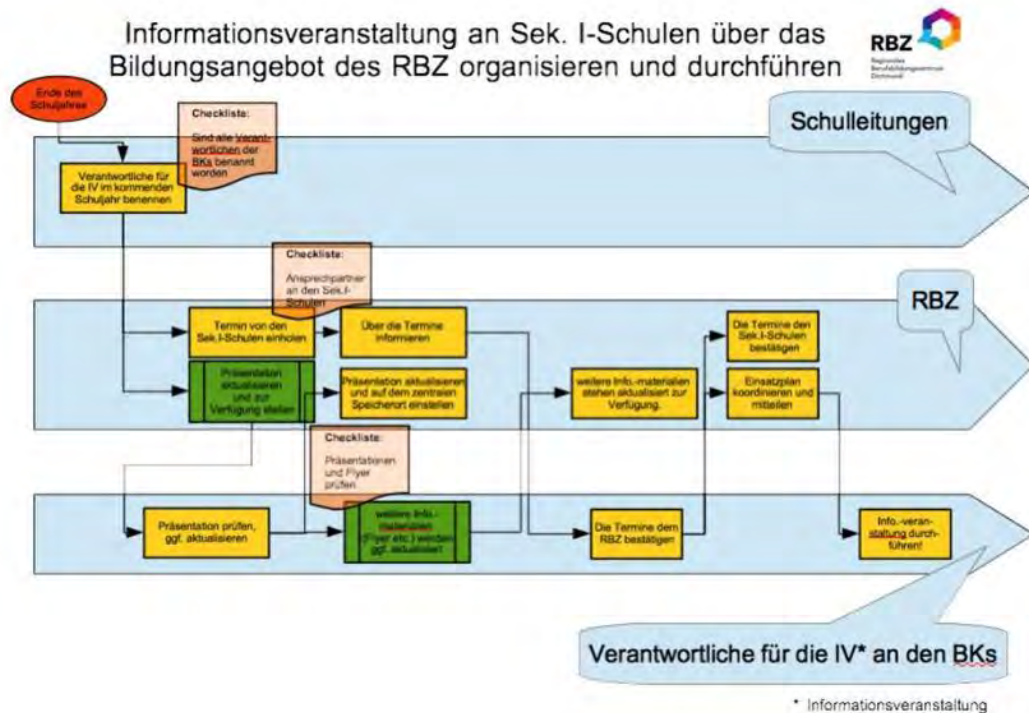 Informationsveranstaltung an Sek. I-Schulen über das
Bildungsangebot des RBZ organisieren und durchführen
RBZ
Regionales
Berufsbildungszentrum
Dortmund
Ende des
Schuljahres
Checkliste:
Sind alle Verant-
wortlichen der
BKs benannt
worden
Schulleitungen
Verantwortliche für
die IV im kommenden
Schuljahr benennen
Checkliste:
Ansprechpartner
an den Sek.I-
Schulen
RBZ
Termin von den
Sek.I-Schulen einholen
Über die Termine
informieren
Die Termine den
Sek.I-Schulen
bestätigen
Präsentation
aktualisieren
und zur
Verfügung stellen
Präsentation aktualisieren
und auf dem zentralen
Speicherort einstellen
weitere Info.-materialien
stehen aktualisiert zur
Verfügung.
Einsatzplan
koordinieren und
mitteilen
Checkliste:
Präsentationen
und Flyer
prüfen
Präsentation prüfen,
ggf. aktualisieren
weitere Info.-
materialien
(Flyer etc.) werden
ggf. aktualisiert
Die Termine dem
RBZ bestätigen
Info.-veran-
staltung durch-
führen!
Verantwortliche für die IV* an den BKs
* Informationsveranstaltung